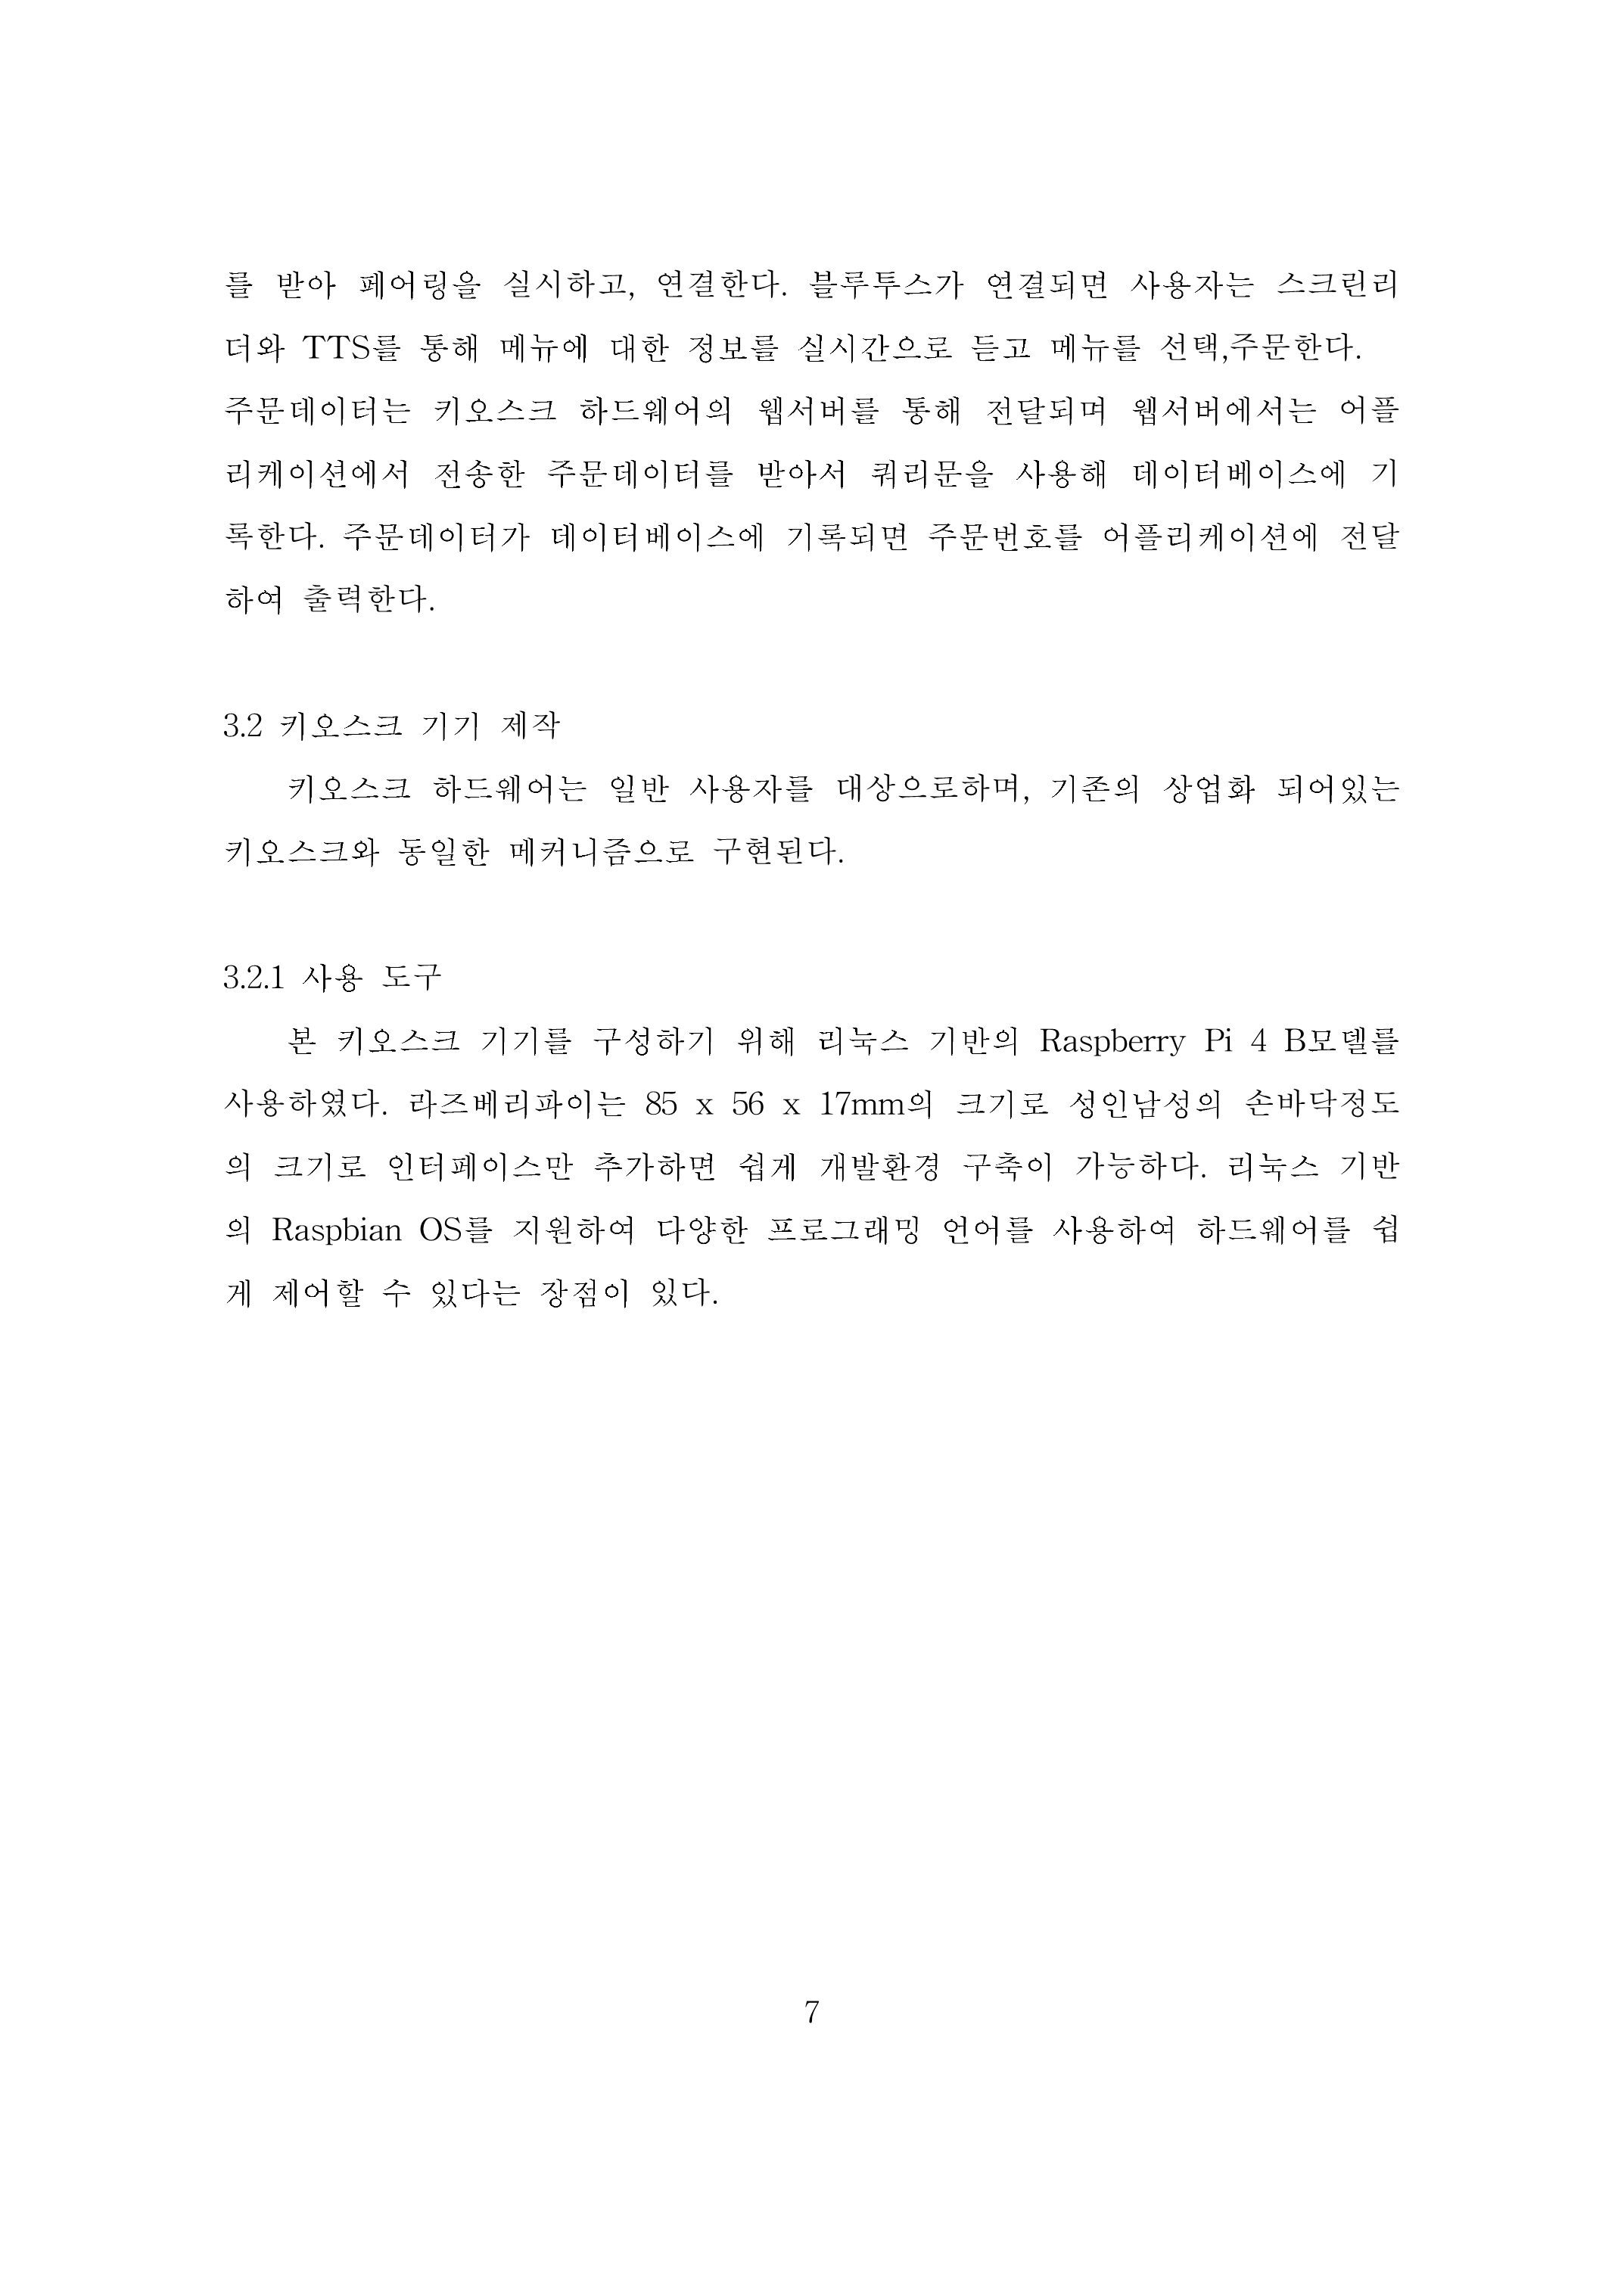 를 받아 페어링을 실시하고, 연결한다. 블루투스가 연결되면 사용자는 스크린리
더와 TTS를 통해 메뉴에 대한 정보를 실시간으로 듣고 메뉴를 선택,주문한다.
주문데이터는 키오스크 하드웨어의 웹서버를 통해 전달되며 웹서버에서는 어플
리케이션에서 전송한 주문데이터를 받아서 쿼리문을 사용해 데이터베이스에 기
록한다. 주문데이터가 데이터베이스에 기록되면 주문번호를 어플리케이션에 전달
하여 출력한다.
3.2 키오스크 기기 제작
키오스크 하드웨어는 일반 사용자를 대상으로하며, 기존의 상업화 되어있는
키오스크와 동일한 메커니즘으로 구현된다.
3.2.1 사용 도구
본 키오스크 기기를 구성하기 위해 리눅스 기반의 Raspberry Pi 4 B모델를
사용하였다. 라즈베리파이는 85 x 56 x 17mm의 크기로 성인남성의 손바닥정도
의 크기로 인터페이스만 추가하면 쉽게 개발환경 구축이 가능하다. 리눅스 기반
의 Raspbian OS를 지원하여 다양한 프로그래밍 언어를 사용하여 하드웨어를 쉽
게 제어할 수 있다는 장점이 있다.
7